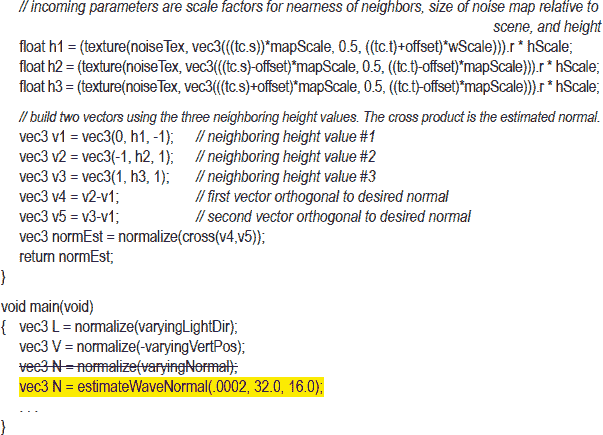 // incoming parameters are scale factors for nearness of neighbors, size of noise map relative to
scene, and height
float h1 = (texture(noiseTex, vec3(((tc.s))*mapScale, 0.5, ((tc.t)+offset)*wScale))).r * hScale;
float h2 = (texture(noiseTex, vec3(((tc.s)-offset)*mapScale, 0.5, ((tc.t)-offset)*mapScale))).r * hScale;
float h3 = (texture(noiseTex, vec3(((tc.s)+offset)*mapScale, 0.5, ((tc.t)-offset)*mapScale))).r * hScale;
// build two vectors using the three neighboring height values. The cross product is the estimated normal.
vec3 v1 = vec3(0, h1, -1); // neighboring height value #1
vec3 v2 = vec3(-1, h2, 1); // neighboring height value #2
vec3 v3 = vec3(1, h3, 1); // neighboring height value #3
vec3 v4 = v2-v1; // first vector orthogonal to desired normal
vec3 v5 = v3-v1; // second vector orthogonal to desired normal
vec3 normEst = normalize(cross(v4,v5));
return normEst;
}
void main(void)
{ vec3 L = normalize(varyingLightDir);
vec3 V = normalize(-varyingVertPos);
vec3 N = normalize(varyingNormal);
vec3 N = estimateWaveNormal(.0002, 32.0, 16.0);
. . .
}